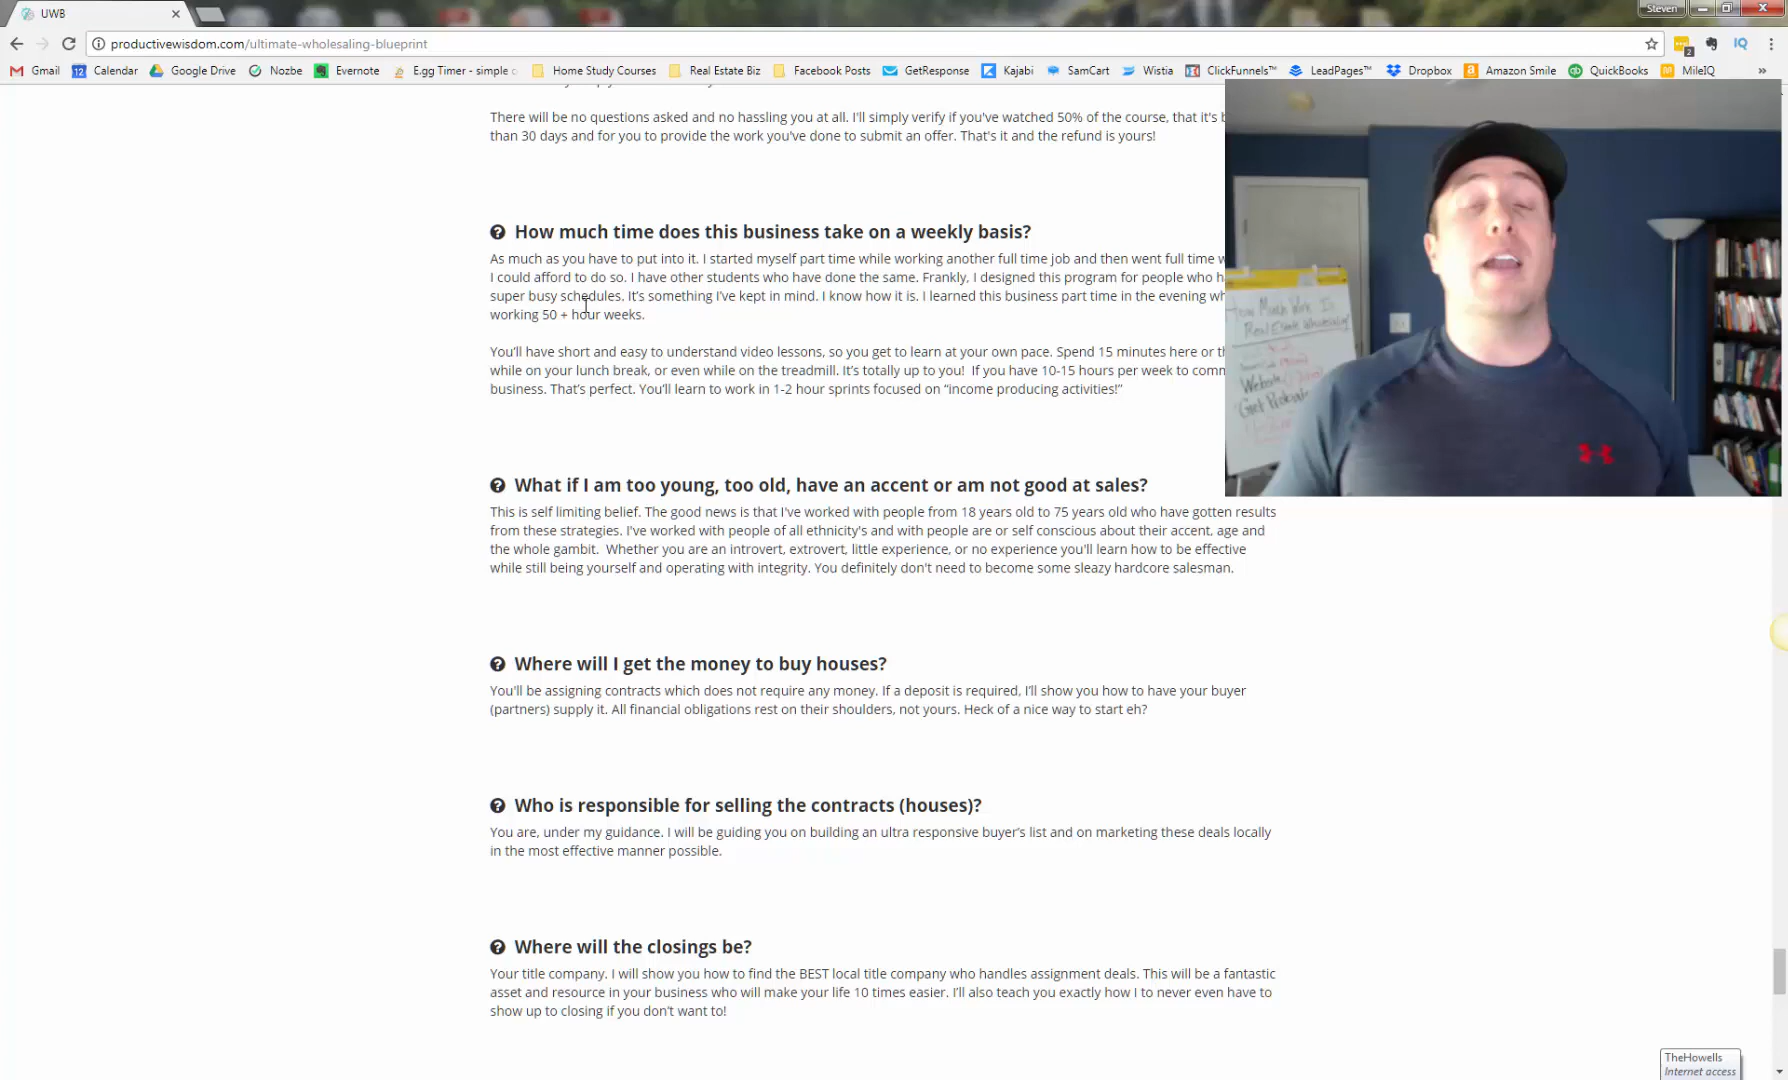 UWB
Steven
productivewisdom.com/ultimate-wholesaling-blueprint
Gmail
12 Calendar
Google Drive
Nozbe
Evernote
E.gg Timer - simple c
Home Study Courses
Real Estate Biz
Facebook Posts
GetResponse
Kajabi
SamCart
Wistia
ClickFunnels™
LeadPages™
Dropbox
Amazon Smile
QuickBooks
MileIQ
There will be no questions asked and no hassling you at all. I'll simply verify if you've watched 50% of the course, that it's b
than 30 days and for you to provide the work you've done to submit an offer. That's it and the refund is yours!
How much time does this business take on a weekly basis?
As much as you have to put into it. I started myself part time while working another full time job and then went full time w
I could afford to do so. I have other students who have done the same. Frankly, I designed this program for people who h
super busy schedules. It's something I've kept in mind. I know how it is. I learned this business part time in the evening wh
working 50 + hour weeks.
You'll have short and easy to understand video lessons, so you get to learn at your own pace. Spend 15 minutes here or th
while on your lunch break, or even while on the treadmill. It's totally up to you! If you have 10-15 hours per week to comm
business. That's perfect. You'll learn to work in 1-2 hour sprints focused on "income producing activities!"
How Much Work Is
Real Estate Wholesaling
Website
Get Probate
What if I am too young, too old, have an accent or am not good at sales?
This is self limiting belief. The good news is that I've worked with people from 18 years old to 75 years old who have gotten results
from these strategies. I've worked with people of all ethnicity's and with people are or self conscious about their accent, age and
the whole gambit. Whether you are an introvert, extrovert, little experience, or no experience you'll learn how to be effective
while still being yourself and operating with integrity. You definitely don't need to become some sleazy hardcore salesman.
Where will I get the money to buy houses?
You'll be assigning contracts which does not require any money. If a deposit is required, I'll show you how to have your buyer
(partners) supply it. All financial obligations rest on their shoulders, not yours. Heck of a nice way to start eh?
Who is responsible for selling the contracts (houses)?
You are, under my guidance. I will be guiding you on building an ultra responsive buyer's list and on marketing these deals locally
in the most effective manner possible.
Where will the closings be?
Your title company. I will show you how to find the BEST local title company who handles assignment deals. This will be a fantastic
asset and resource in your business who will make your life 10 times easier. I'll also teach you exactly how I to never even have to
show up to closing if you don't want to!
TheHowells
Internet access